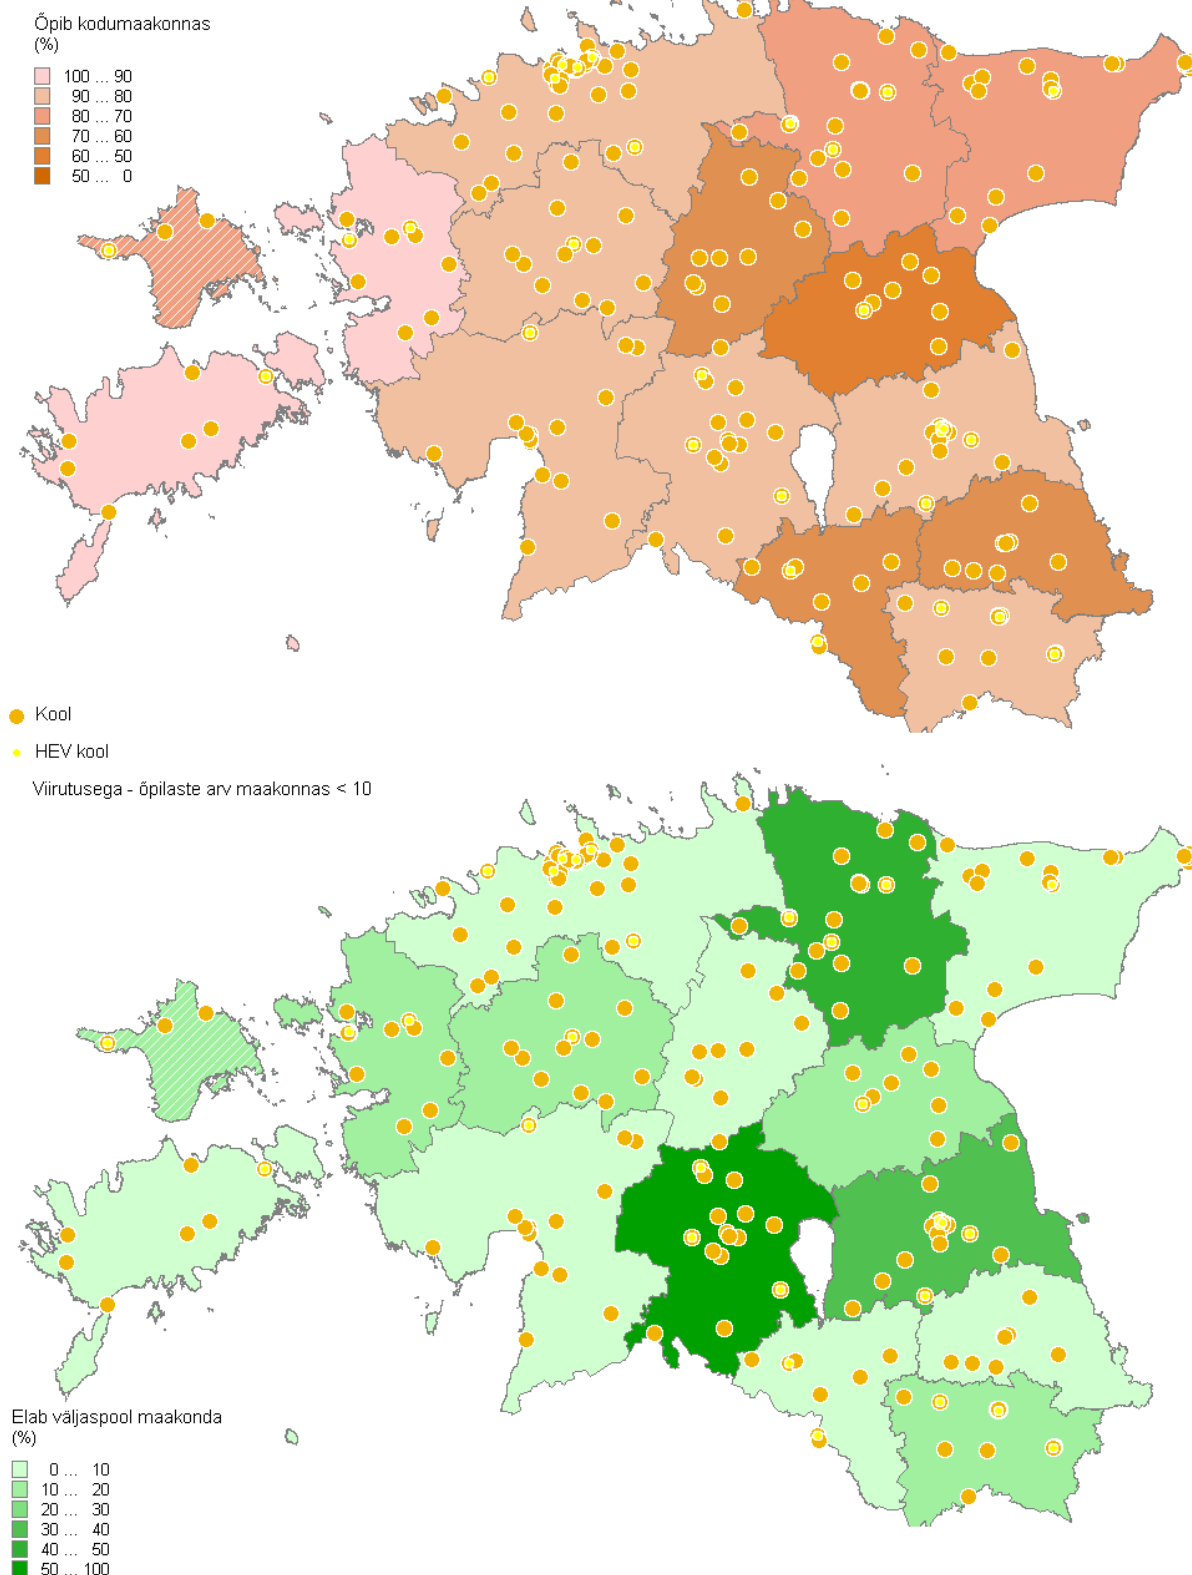 Õpib kodumaakonnas
(%)
100 ... 90
90 ... 80
80 ... 70
70 ... 60
60 ... 50
50 ... 0
Kool
HEV kool
Viirutusega - õpilaste arv maakonnas < 10
Elab väljaspool maakonda
(%)
0 ... 10
10 ... 20
20 ... 30
30 ... 40
40 ... 50
50 ... 100